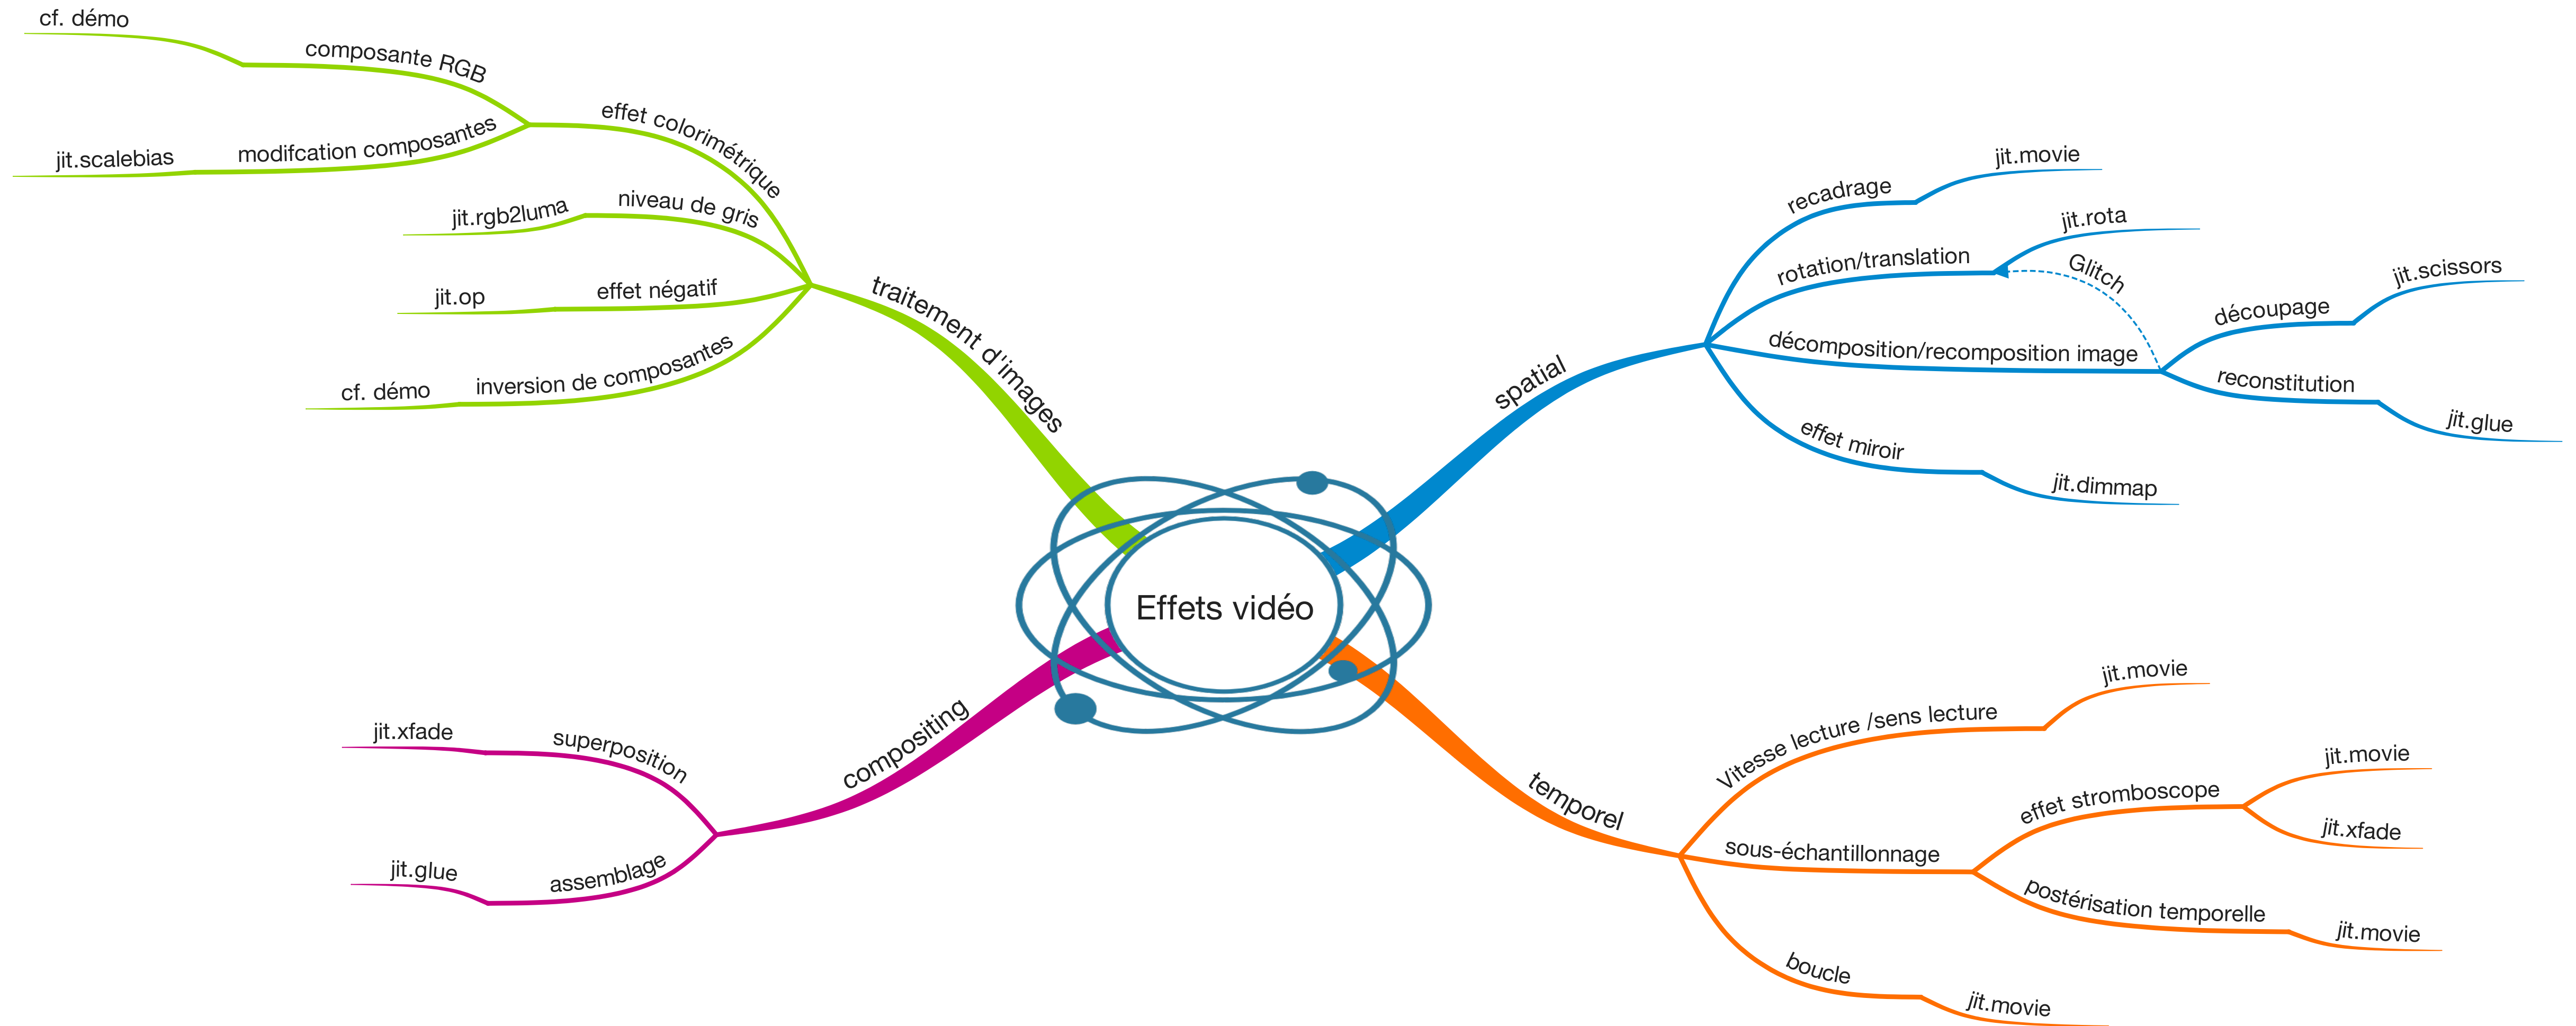 Effets vidéo
traitement d'images
effet colorimétrique
composante RGB
cf. démo
modifcation composantes
jit.scalebias
niveau de gris
jit.rgb2luma
effet négatif
jit.op
inversion de composantes
cf. démo
compositing
superposition
jit.xfade
assemblage
jit.glue
spatial
recadrage
jit.movie
rotation/translation
jit.rota
Glitch
décomposition/recomposition image
découpage
jit.scissors
reconstitution
jit.glue
effet miroir
jit.dimmap
temporel
Vitesse lecture /sens lecture
jit.movie
sous-échantillonnage
effet stromboscope
jit.movie
jit.xfade
postérisation temporelle
jit.movie
boucle
jit.movie